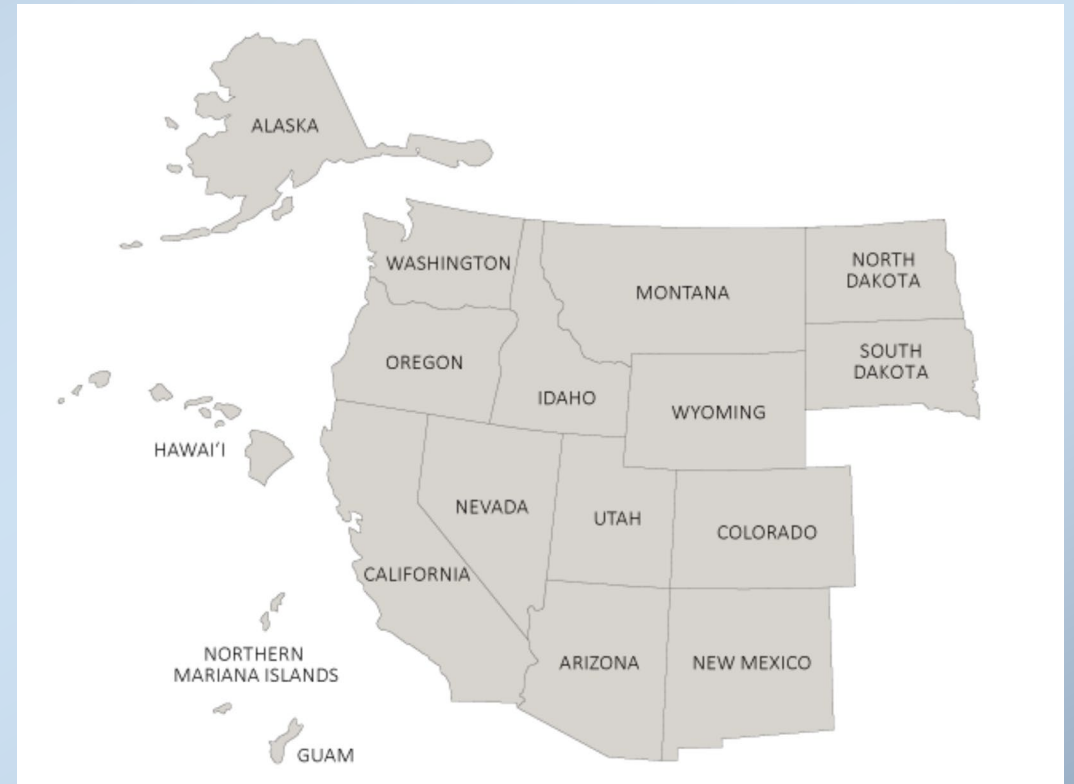 ALASKA
WASHINGTON
MONTANA
NORTH
DAKOTA
OREGON
IDAHO
SOUTH
DAKOTA
WYOMING
HAWAIʻI
NEVADA
UTAH
COLORADO
CALIFORNIA
NORTHERN
MARIANA ISLANDS
ARIZONA
NEW MEXICO
GUAM